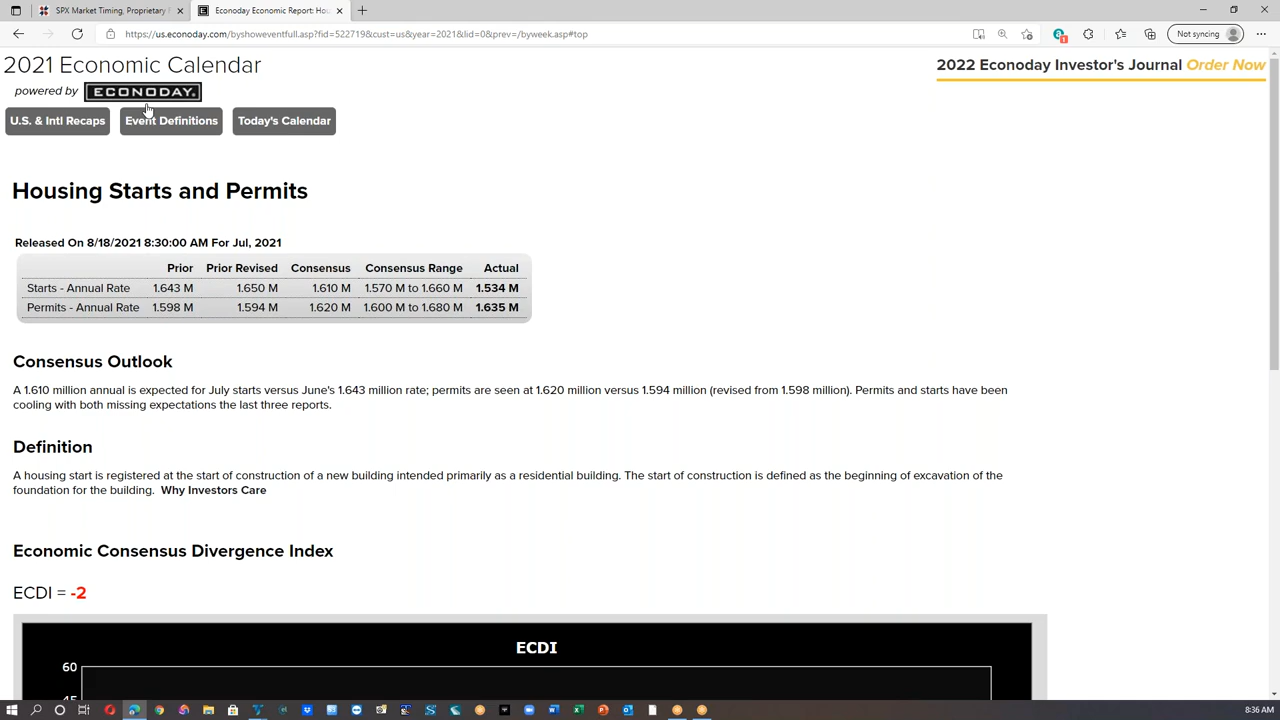 SPX Market Timing, Proprietary
Econoday Economic Report: Hou
https://us.econoday.com/byshoweventfull.asp?fid=522719&cust=us&year=2021&lid=0&prev=/byweek.asp#top
Not syncing
2021 Economic Calendar
2022 Econoday Investor's Journal Order Now
powered by ECONODAY.
U.S. & Intl Recaps Event Definitions Today's Calendar
Housing Starts and Permits
Released On 8/18/2021 8:30:00 AM For Jul, 2021
Prior Prior Revised Consensus Consensus Range Actual
Starts - Annual Rate 1.643 M 1.650 M 1.610 M 1.570 M to 1.660 M 1.534 M
Permits - Annual Rate 1.598 M 1.594 M 1.620 M 1.600 M to 1.680 M 1.635 M
Consensus Outlook
A 1.610 million annual is expected for July starts versus June's 1.643 million rate; permits are seen at 1.620 million versus 1.594 million (revised from 1.598 million). Permits and starts have been
cooling with both missing expectations the last three reports.
Definition
A housing start is registered at the start of construction of a new building intended primarily as a residential building. The start of construction is defined as the beginning of excavation of the
foundation for the building. Why Investors Care
Economic Consensus Divergence Index
ECDI = -2
ECDI
60
45
8:36 AM